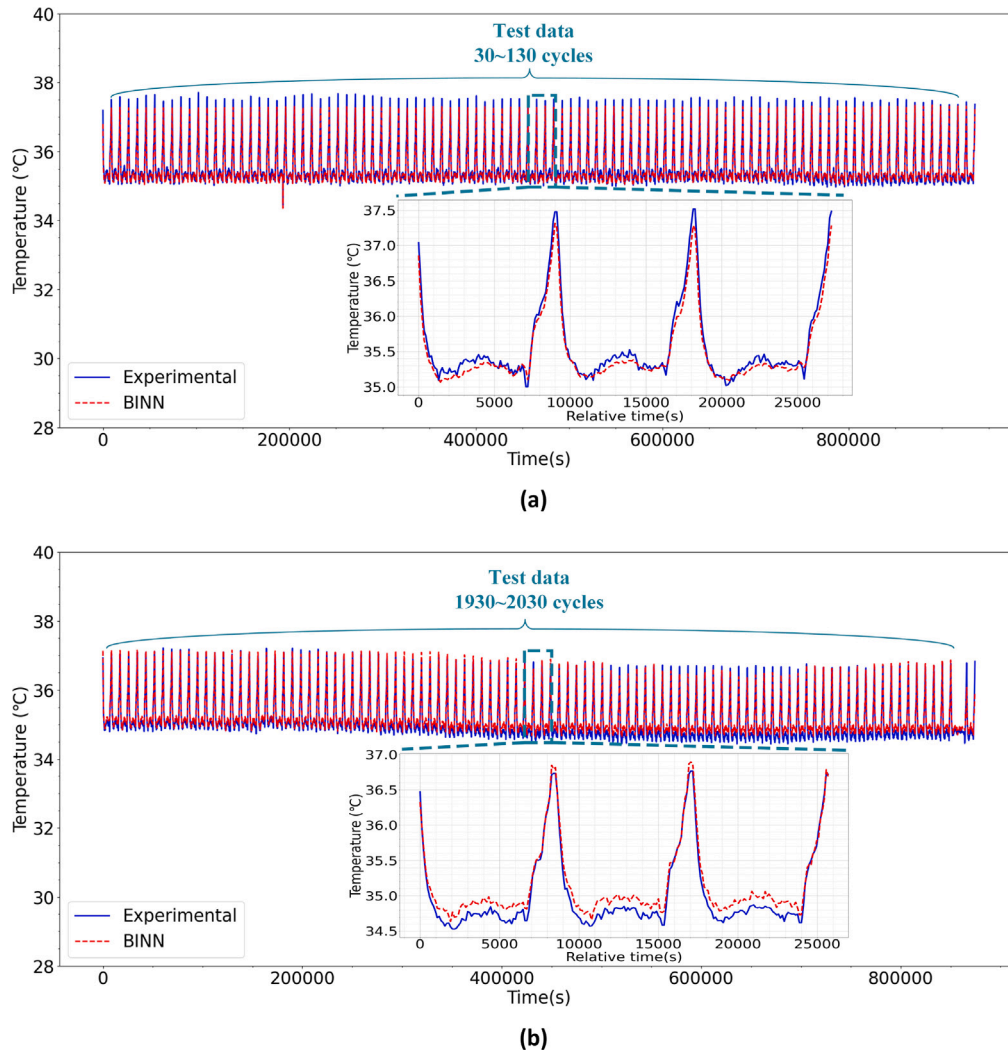 40
38
36
34
32
30
28
Temperature (°C)
Test data
30~130 cycles
37.5
37.0
36.5
36.0
35.5
35.0
Temperature (°C)
0 5000 10000 15000 20000 25000
Relative time(s)
Experimental
BINN
0 200000 400000 600000 800000
Time(s)
(a)
40
38
36
34
32
30
28
Temperature (°C)
Test data
1930~2030 cycles
37.0
36.5
36.0
35.5
35.0
34.5
Temperature (°C)
0 5000 10000 15000 20000 25000
Relative time(s)
Experimental
BINN
0 200000 400000 600000 800000
Time(s)
(b)